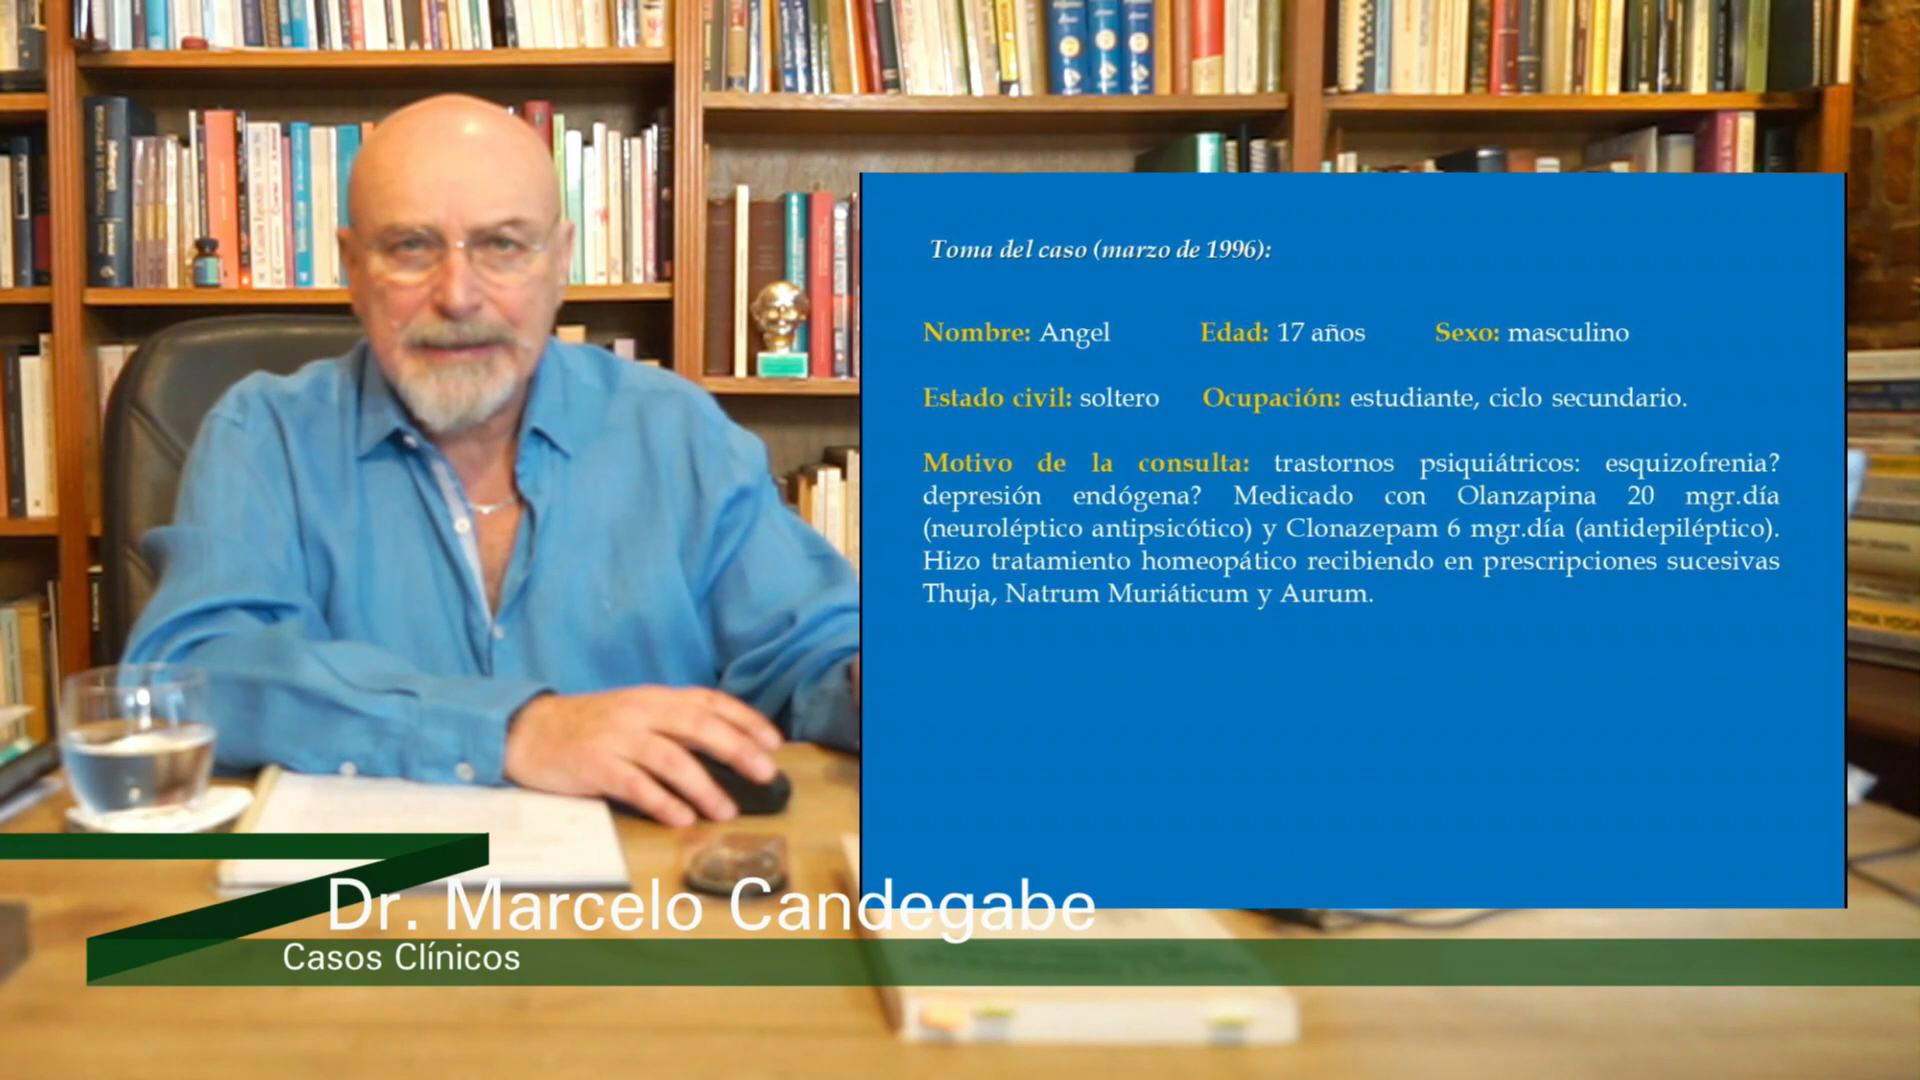 Toma del caso (marzo de 1996):
Nombre: Angel Edad: 17 años Sexo: masculino
Estado civil: soltero Ocupación: estudiante, ciclo secundario.
Motivo de la consulta: trastornos psiquiátricos: esquizofrenia?
depresión endógena? Medicado con Olanzapina 20 mgr.día
(neuroléptico antipsicótico) y Clonazepam 6 mgr.día (antidepiléptico).
Hizo tratamiento homeopático recibiendo en prescripciones sucesivas
Thuja, Natrum Muriáticum y Aurum.
Dr. Marcelo Candegabe
Casos Clínicos